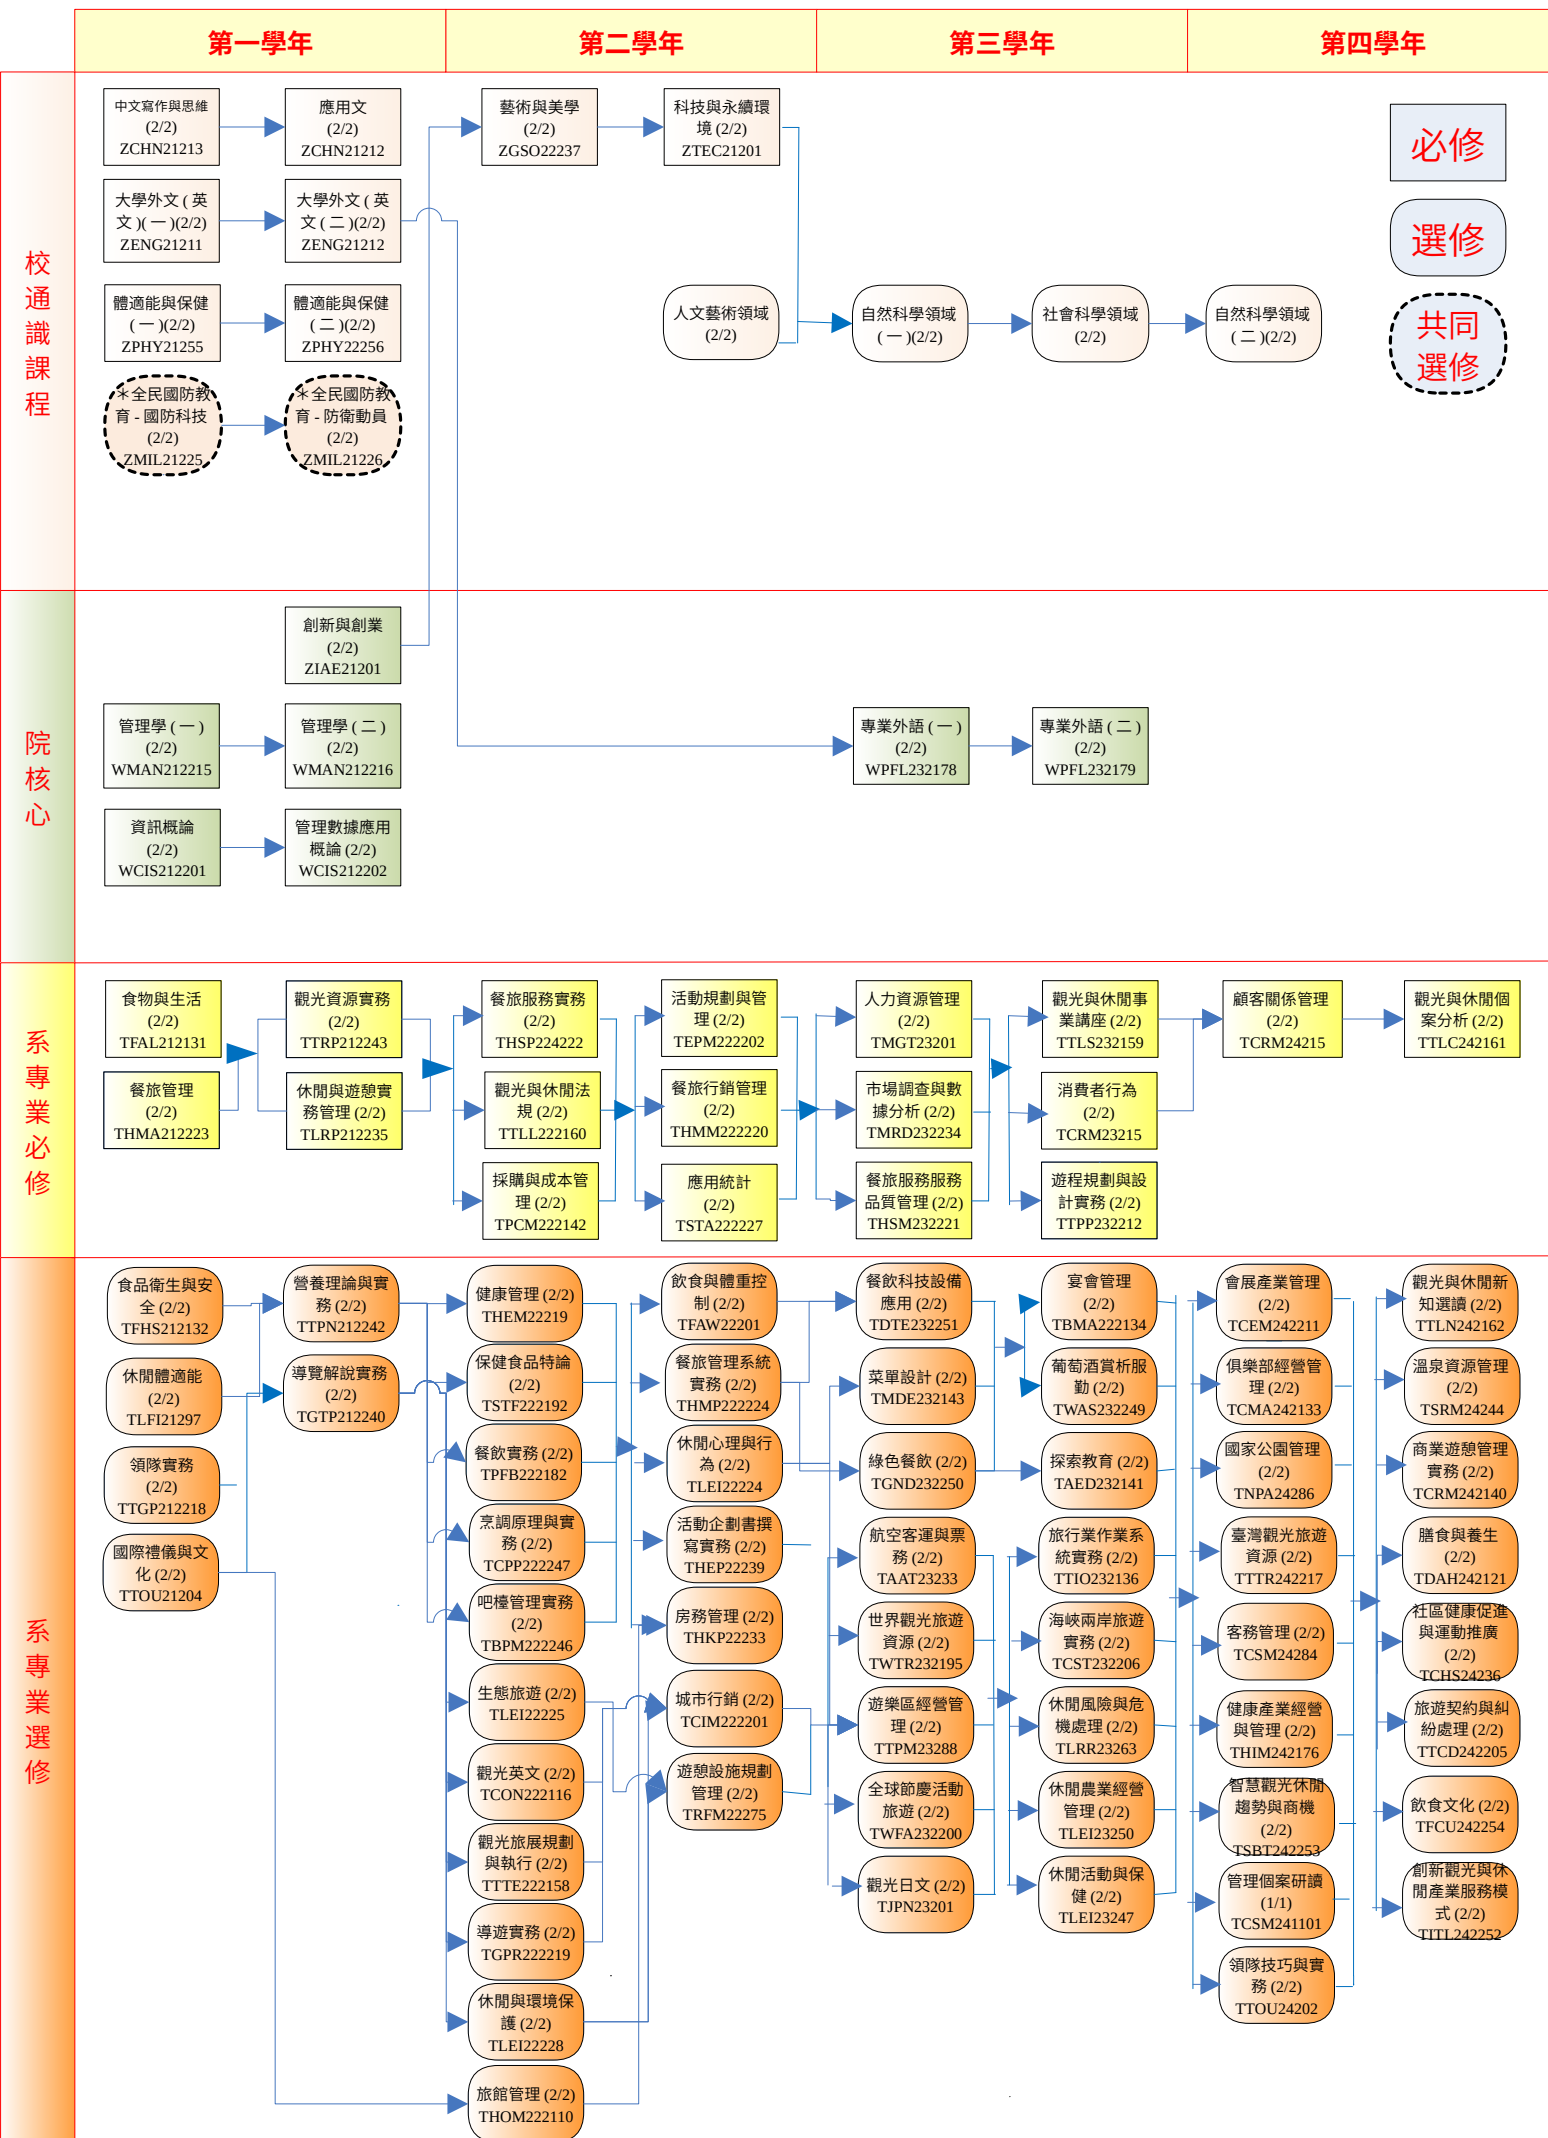 第一學年
第二學年
第三學年
第四學年
校
通
識
課
程
中文寫作與思維
(2/2)
ZCHN21213
應用文
(2/2)
ZCHN21212
藝術與美學
(2/2)
ZGSO22237
科技與永續環
境 (2/2)
ZTEC21201
必修
大學外文 ( 英
文 )( 一 )(2/2)
ZENG21211
大學外文 ( 英
文 ( 二 )(2/2)
ZENG21212
選修
體適能與保健
( 一 )(2/2)
ZPHY21255
體適能與保健
( 二 )(2/2)
ZPHY22256
人文藝術領域
(2/2)
自然科學領域
( 一 )(2/2)
社會科學領域
(2/2)
自然科學領域
( 二 )(2/2)
共同
選修
＊全民國防教
育 - 國防科技
(2/2)
ZMIL21225
＊全民國防教
育 - 防衛動員
(2/2)
ZMIL21226
院
核
心
創新與創業
(2/2)
ZIAE21201
管理學 ( 一 )
(2/2)
WMAN212215
管理學 ( 二 )
(2/2)
WMAN212216
專業外語 ( 一 )
(2/2)
WPFL232178
專業外語 ( 二 )
(2/2)
WPFL232179
資訊概論
(2/2)
WCIS212201
管理數據應用
概論 (2/2)
WCIS212202
系
專
業
必
修
食物與生活
(2/2)
TFAL212131
觀光資源實務
(2/2)
TTRP212243
餐旅服務實務
(2/2)
THSP224222
活動規劃與管
理 (2/2)
TEPM222202
人力資源管理
(2/2)
TMGT23201
觀光與休閒事
業講座 (2/2)
TTLS232159
顧客關係管理
(2/2)
TCRM24215
觀光與休閒個
案分析 (2/2)
TTLC242161
餐旅管理
(2/2)
THMA212223
休閒與遊憩實
務管理 (2/2)
TLRP212235
觀光與休閒法
規 (2/2)
TTLL222160
餐旅行銷管理
(2/2)
THMM222220
市場調查與數
據分析 (2/2)
TMRD232234
消費者行為
(2/2)
TCRM23215
採購與成本管
理 (2/2)
TPCM222142
應用統計
(2/2)
TSTA222227
餐旅服務服務
品質管理 (2/2)
THSM232221
遊程規劃與設
計實務 (2/2)
TTPP232212
系
專
業
選
修
食品衛生與安
全 (2/2)
TFHS212132
休閒體適能
(2/2)
TLFI21297
領隊實務
(2/2)
TTGP212218
國際禮儀與文
化 (2/2)
TTOU21204
營養理論與實
務 (2/2)
TTPN212242
導覽解說實務
(2/2)
TGTP212240
健康管理 (2/2)
THEM22219
保健食品特論
(2/2)
TSTF222192
餐飲實務 (2/2)
TPFB222182
烹調原理與實
務 (2/2)
TCPP222247
吧檯管理實務
(2/2)
TBPM222246
生態旅遊 (2/2)
TLEI22225
觀光英文 (2/2)
TCON222116
觀光旅展規劃
與執行 (2/2)
TTTE222158
導遊實務 (2/2)
TGPR222219
休閒與環境保
護 (2/2)
TLEI22228
旅館管理 (2/2)
THOM222110
飲食與體重控
制 (2/2)
TFAW22201
餐旅管理系統
實務 (2/2)
THMP222224
休閒心理與行
為 (2/2)
TLEI22224
活動企劃書撰
寫實務 (2/2)
THEP22239
房務管理 (2/2)
THKP22233
城市行銷 (2/2)
TCIM222201
遊憩設施規劃
管理 (2/2)
TRFM22275
餐飲科技設備
應用 (2/2)
TDTE232251
菜單設計 (2/2)
TMDE232143
綠色餐飲 (2/2)
TGND232250
航空客運與票
務 (2/2)
TAAT23233
世界觀光旅遊
資源 (2/2)
TWTR232195
遊樂區經營管
理 (2/2)
TTPM23288
全球節慶活動
旅遊 (2/2)
TWFA232200
觀光日文 (2/2)
TJPN23201
宴會管理
(2/2)
TBMA222134
葡萄酒賞析服
勤 (2/2)
TWAS232249
探索教育 (2/2)
TAED232141
旅行業作業系
統實務 (2/2)
TTIO232136
海峽兩岸旅遊
實務 (2/2)
TCST232206
休閒風險與危
機處理 (2/2)
TLRR23263
休閒農業經營
管理 (2/2)
TLEI23250
休閒活動與保
健 (2/2)
TLEI23247
會展產業管理
(2/2)
TCEM242211
俱樂部經營管
理 (2/2)
TCMA242133
國家公園管理
(2/2)
TNPA24286
臺灣觀光旅遊
資源 (2/2)
TTTR242217
客務管理 (2/2)
TCSM24284
健康產業經營
與管理 (2/2)
THIM242176
智慧觀光休閒
趨勢與商機
(2/2)
TSBT242253
管理個案研讀
(1/1)
TCSM241101
領隊技巧與實
務 (2/2)
TTOU24202
觀光與休閒新
知選讀 (2/2)
TTLN242162
溫泉資源管理
(2/2)
TSRM24244
商業遊憩管理
實務 (2/2)
TCRM242140
膳食與養生
(2/2)
TDAH242121
社區健康促進
與運動推廣
(2/2)
TCHS24236
旅遊契約與糾
紛處理 (2/2)
TTCD242205
飲食文化 (2/2)
TFCU242254
創新觀光與休
閒產業服務模
式 (2/2)
TITL242252